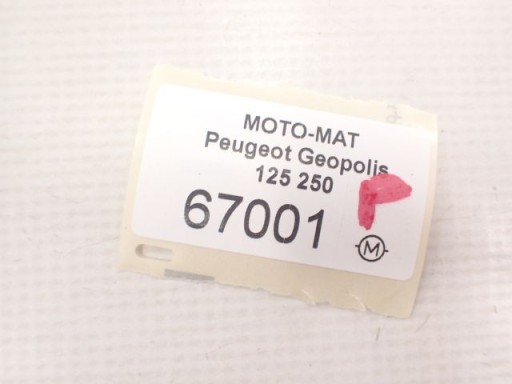 MOTO-MAT
Peugeot Geopolis
125 250
67001
M